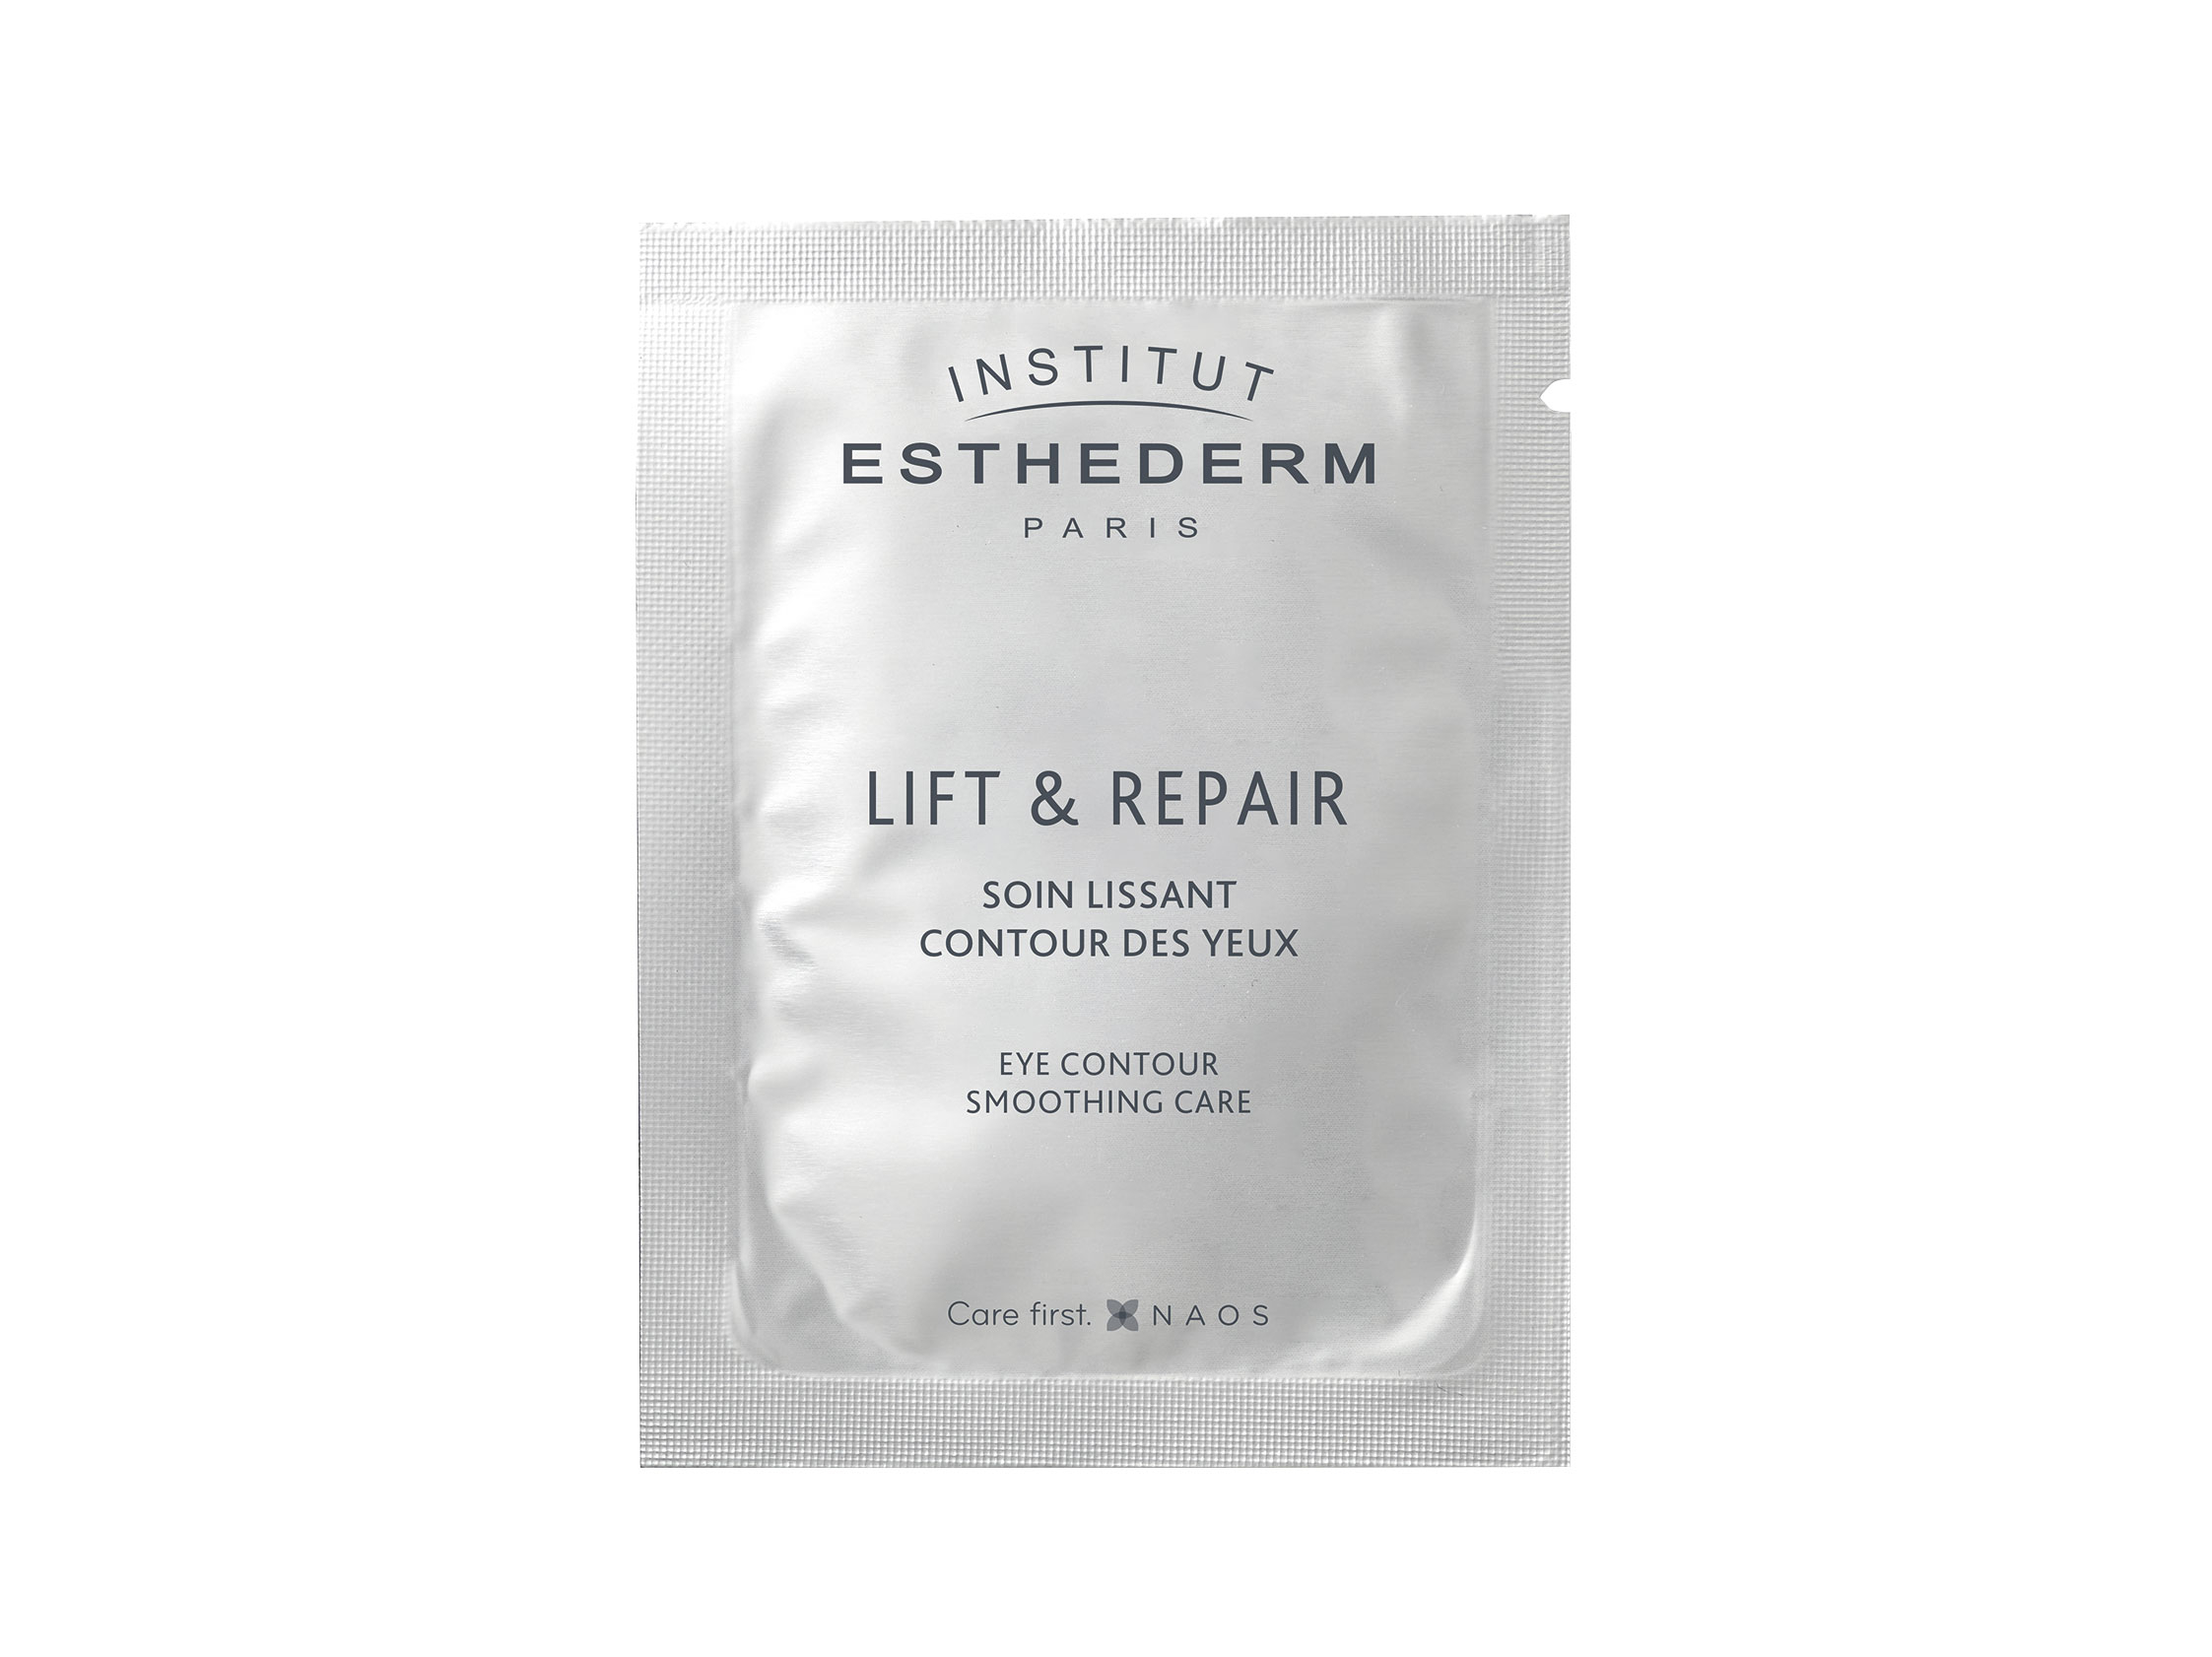 INSTITUT
ESTHEDERM
PARIS
LIFT & REPAIR
SOIN LISSANT
CONTOUR DES YEUX
EYE CONTOUR
SMOOTHING CARE
Care first. NAOS